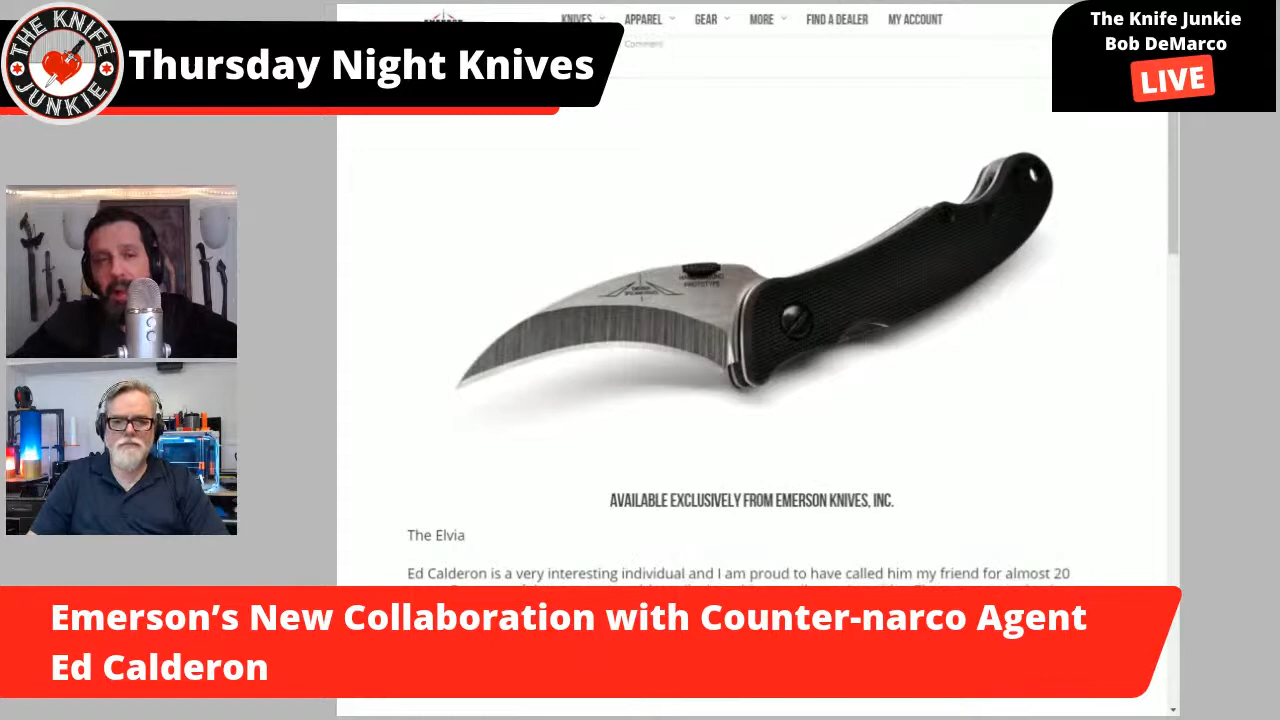 THE KNIFE
JUNKIE
Thursday Night Knives
KNIVES
APPAREL
GEAR
MORE
FIND A DEALER
MY ACCOUNT
Comment
The Knife Junkie
Bob DeMarco
LIVE
PROTOTYPE
AVAILABLE EXCLUSIVELY FROM EMERSON KNIVES, INC.
The Elvia
Ed Calderon is a very interesting individual and I am proud to have called him my friend for almost 20
Emerson’s New Collaboration with Counter-narco Agent
Ed Calderon